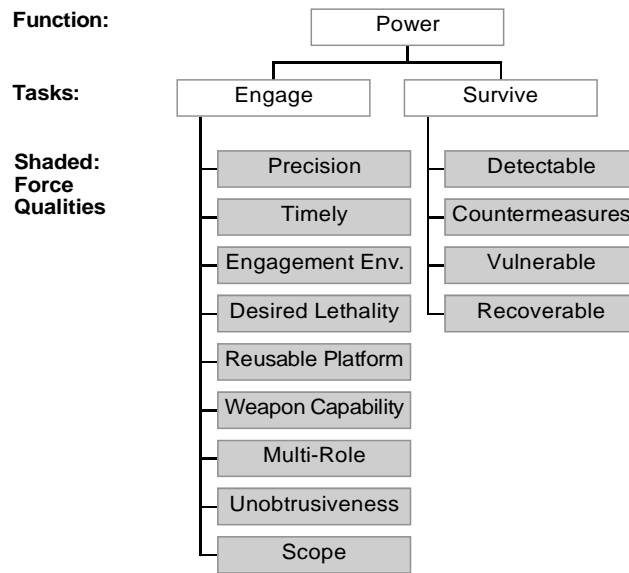 Function:
Power
Tasks:
Engage
Survive
Shaded:
Force
Qualities
Precision
Timely
Engagement Env.
Desired Lethality
Reusable Platform
Weapon Capability
Multi-Role
Unobtrusiveness
Scope
Detectable
Countermeasures
Vulnerable
Recoverable